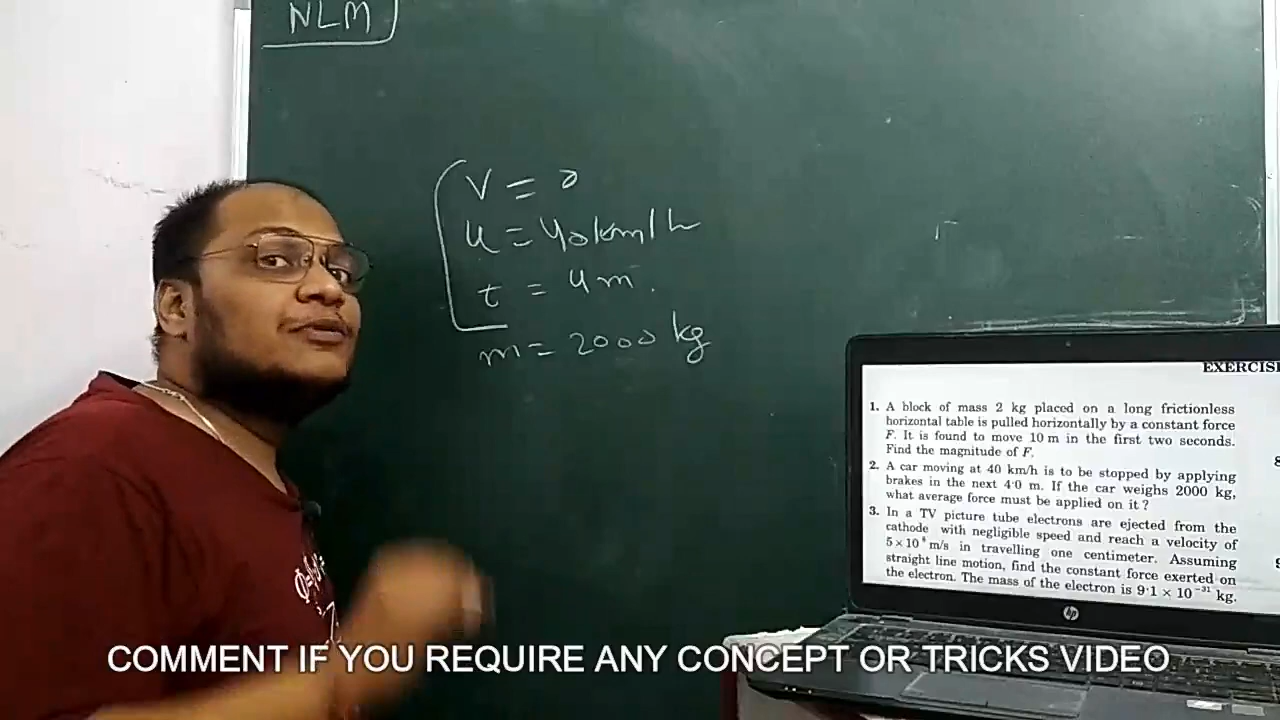 NLM
V = 0
u = 40km/h
t = 4m.
m = 2000 kg
EXERCISE
1. A block of mass 2 kg placed on a long frictionless
horizontal table is pulled horizontally by a constant force
F. It is found to move 10 m in the first two seconds.
Find the magnitude of F.
2. A car moving at 40 km/h is to be stopped by applying
brakes in the next 4·0 m. If the car weighs 2000 kg,
what average force must be applied on it ?
3. In a TV picture tube electrons are ejected from the
cathode with negligible speed and reach a velocity of
5 × 10⁶ m/s in travelling one centimeter. Assuming
straight line motion, find the constant force exerted on
the electron. The mass of the electron is 9·1 × 10⁻³¹ kg.
hp
COMMENT IF YOU REQUIRE ANY CONCEPT OR TRICKS VIDEO